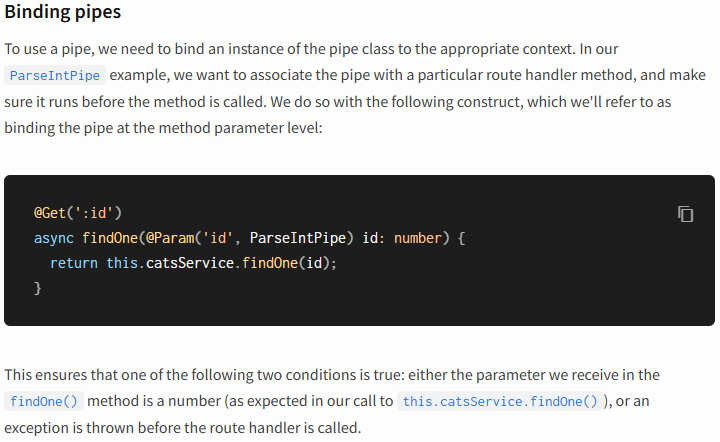 Binding pipes
To use a pipe, we need to bind an instance of the pipe class to the appropriate context. In our
ParseIntPipe example, we want to associate the pipe with a particular route handler method, and make
sure it runs before the method is called. We do so with the following construct, which we'll refer to as
binding the pipe at the method parameter level:
@Get(':id')
async findOne(@Param('id', ParseIntPipe) id: number) {
  return this.catsService.findOne(id);
}
This ensures that one of the following two conditions is true: either the parameter we receive in the
findOne() method is a number (as expected in our call to this.catsService.findOne() ), or an
exception is thrown before the route handler is called.